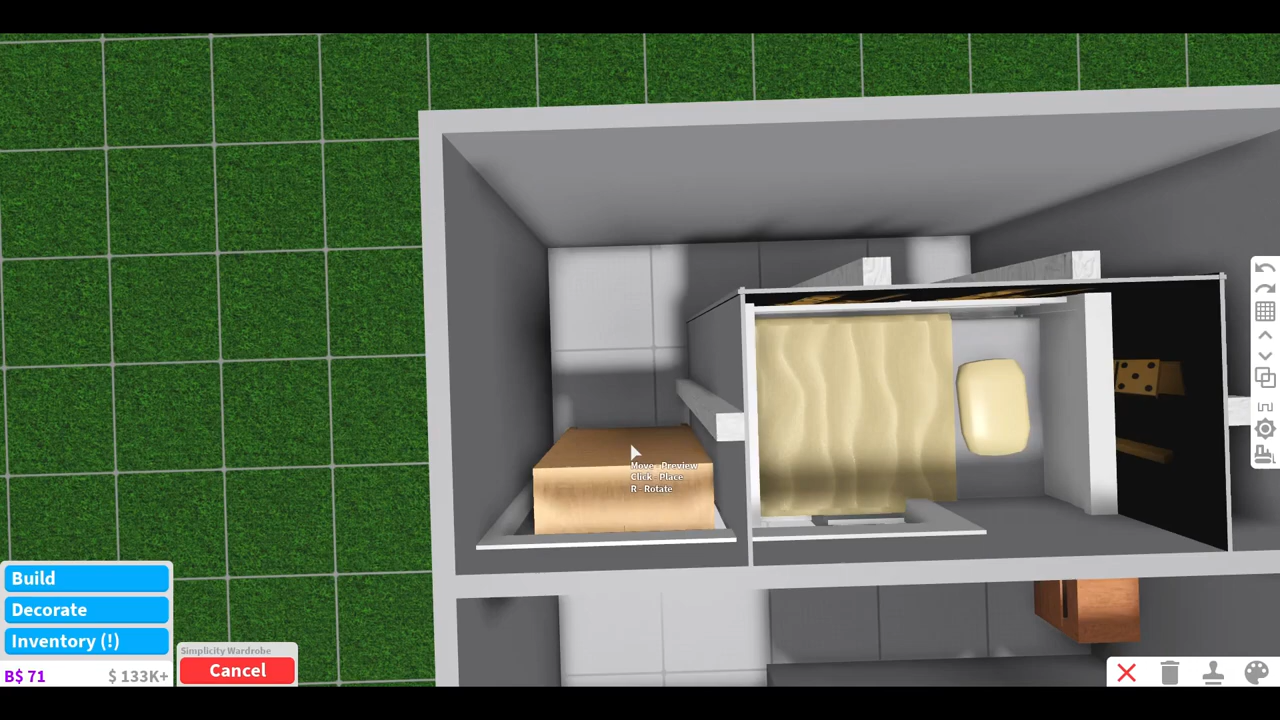 Move - Preview
Click - Place
R - Rotate
Build
Decorate
Inventory (!)
B$ 71 $ 133K+
Simplicity Wardrobe
Cancel